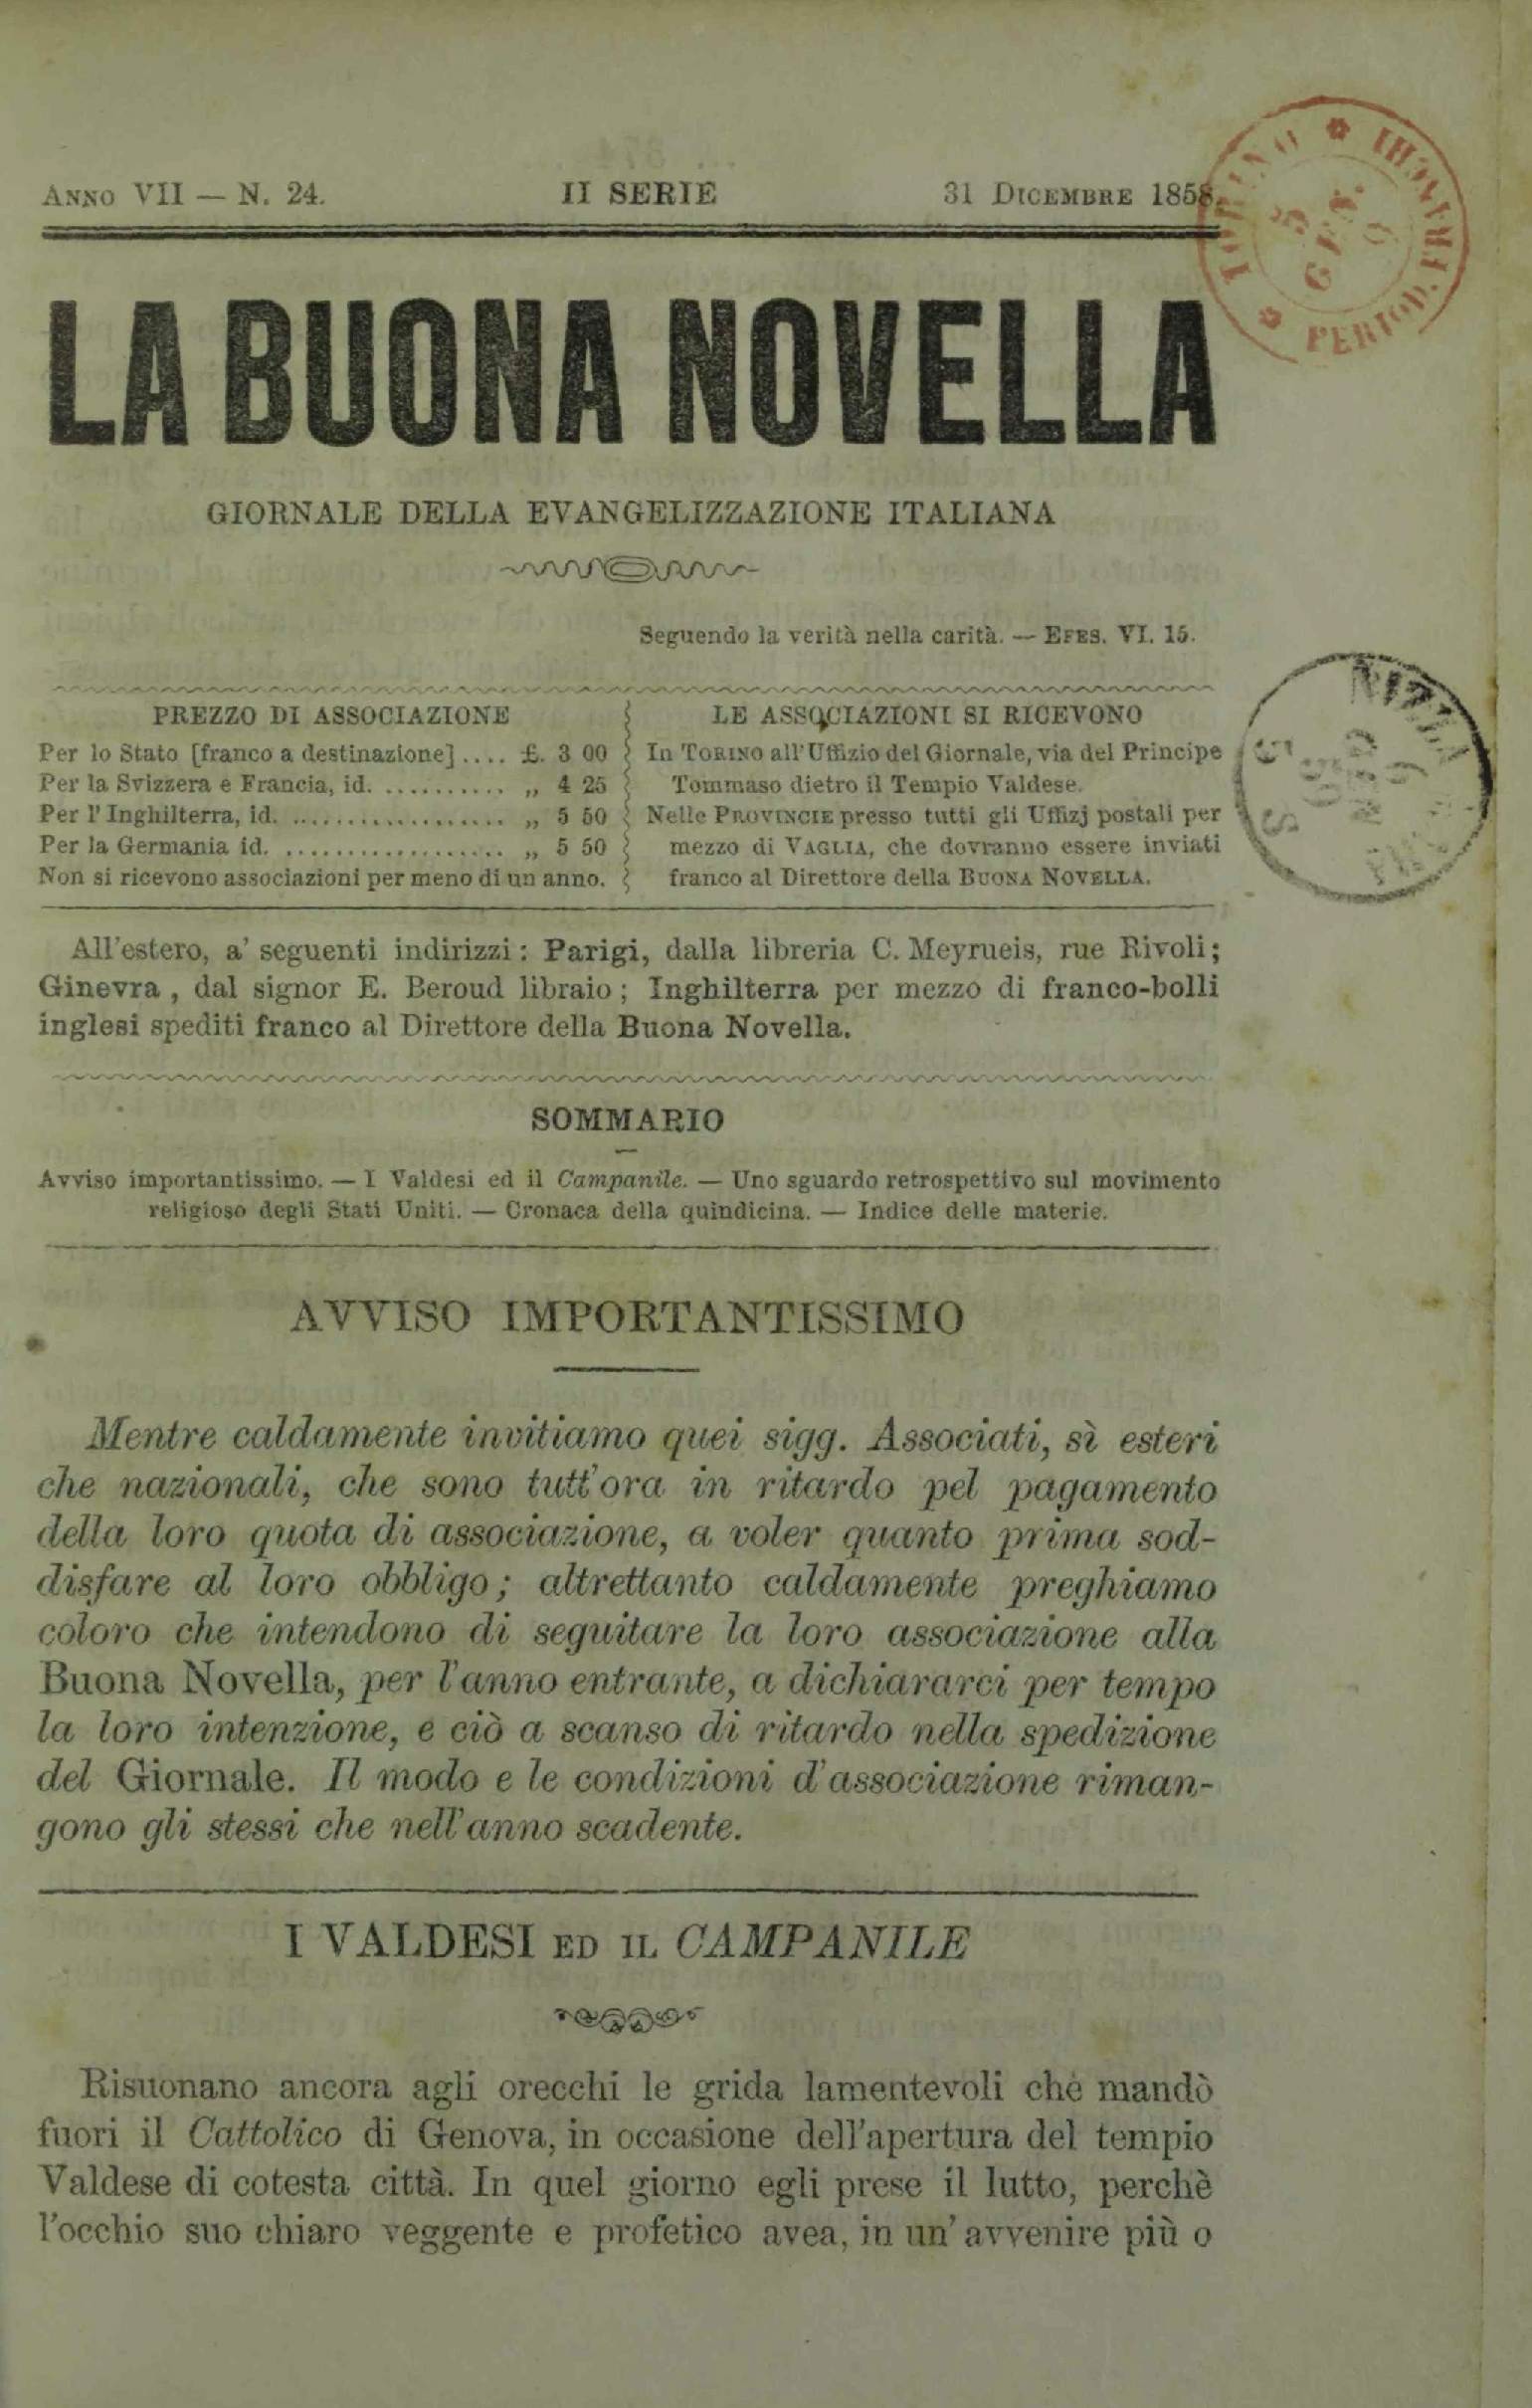 ANNO VII — N. 24.
II SERIE
31 DICEMBRE 1858.
TORINO * PERIOD. FRANCHI *
5 GEN. 9
LA BUONA NOVELLA
GIORNALE DELLA EVANGELIZZAZIONE ITALIANA
Seguendo la verità nella carità. — EFES. VI. 15.
PREZZO DI ASSOCIAZIONE
Per lo Stato [franco a destinazione].... £. 3 00
Per la Svizzera e Francia, id. ........... „ 4 25
Per l' Inghilterra, id. ................... „ 5 50
Per la Germania id. .................. „ 5 50
Non si ricevono associazioni per meno di un anno.
LE ASSOCIAZIONI SI RICEVONO
In TORINO all'Uffizio del Giornale, via del Principe
Tommaso dietro il Tempio Valdese.
Nelle PROVINCIE presso tutti gli Uffizj postali per
mezzo di VAGLIA, che dovranno essere inviati
franco al Direttore della BUONA NOVELLA.
NIZZA
All'estero, a' seguenti indirizzi: Parigi, dalla libreria C. Meyrueis, rue Rivoli;
Ginevra, dal signor E. Beroud libraio; Inghilterra per mezzo di franco-bolli
inglesi spediti franco al Direttore della Buona Novella.
SOMMARIO
Avviso importantissimo. — I Valdesi ed il Campanile. — Uno sguardo retrospettivo sul movimento
religioso degli Stati Uniti. — Cronaca della quindicina. — Indice delle materie.
AVVISO IMPORTANTISSIMO
Mentre caldamente invitiamo quei sigg. Associati, sì esteri
che nazionali, che sono tutt'ora in ritardo pel pagamento
della loro quota di associazione, a voler quanto prima sod-
disfare al loro obbligo; altrettanto caldamente preghiamo
coloro che intendono di seguitare la loro associazione alla
Buona Novella, per l'anno entrante, a dichiararci per tempo
la loro intenzione, e ciò a scanso di ritardo nella spedizione
del Giornale. Il modo e le condizioni d'associazione riman-
gono gli stessi che nell'anno scadente.
I VALDESI ED IL CAMPANILE
Risuonano ancora agli orecchi le grida lamentevoli che mandò
fuori il Cattolico di Genova, in occasione dell'apertura del tempio
Valdese di cotesta città. In quel giorno egli prese il lutto, perchè
l'occhio suo chiaro veggente e profetico avea, in un' avvenire più o